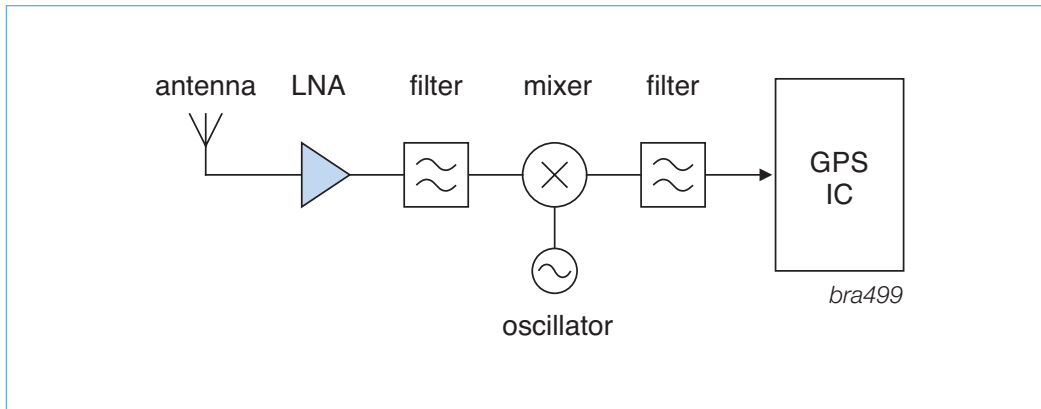 antenna LNA filter mixer filter
GPS
IC
bra499
oscillator